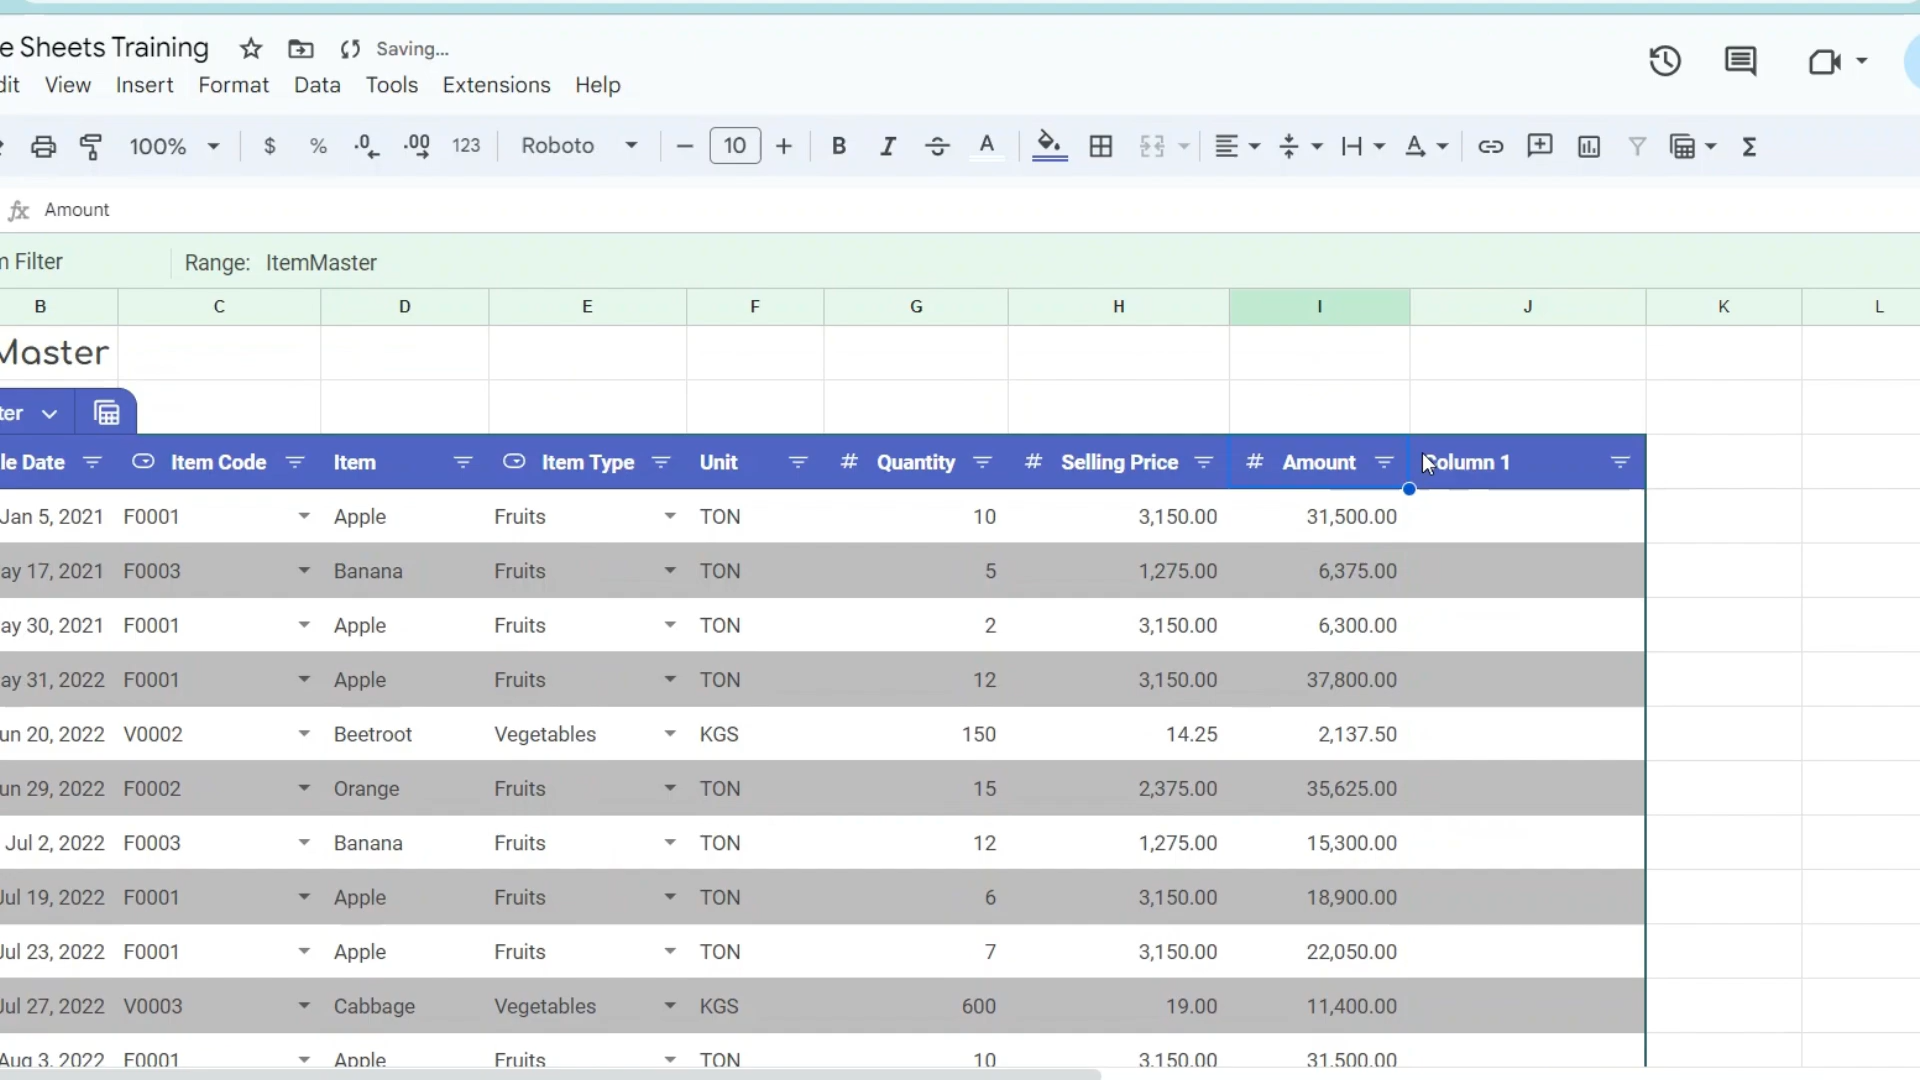 e Sheets Training Saving...
dit View Insert Format Data Tools Extensions Help
100% $ % .0 .00 123 Roboto 10 B I A
fx Amount
n Filter Range: ItemMaster
B C D E F G H I J K L
Master
ter
le Date Item Code Item Item Type Unit # Quantity # Selling Price # Amount Column 1
Jan 5, 2021 F0001 Apple Fruits TON 10 3,150.00 31,500.00
ay 17, 2021 F0003 Banana Fruits TON 5 1,275.00 6,375.00
ay 30, 2021 F0001 Apple Fruits TON 2 3,150.00 6,300.00
ay 31, 2022 F0001 Apple Fruits TON 12 3,150.00 37,800.00
un 20, 2022 V0002 Beetroot Vegetables KGS 150 14.25 2,137.50
un 29, 2022 F0002 Orange Fruits TON 15 2,375.00 35,625.00
Jul 2, 2022 F0003 Banana Fruits TON 12 1,275.00 15,300.00
Jul 19, 2022 F0001 Apple Fruits TON 6 3,150.00 18,900.00
Jul 23, 2022 F0001 Apple Fruits TON 7 3,150.00 22,050.00
Jul 27, 2022 V0003 Cabbage Vegetables KGS 600 19.00 11,400.00
Aug 3, 2022 F0001 Apple Fruits TON 10 3,150.00 31,500.00